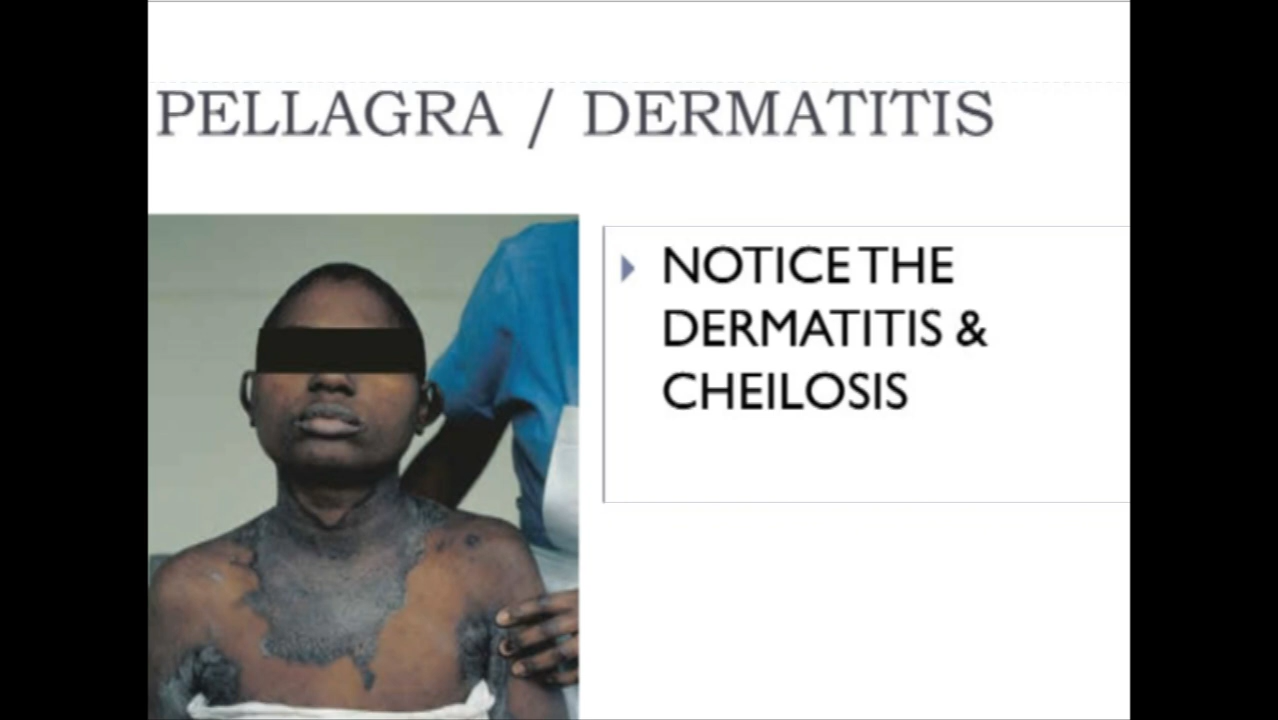 PELLAGRA / DERMATITIS
NOTICE THE
DERMATITIS &
CHEILOSIS